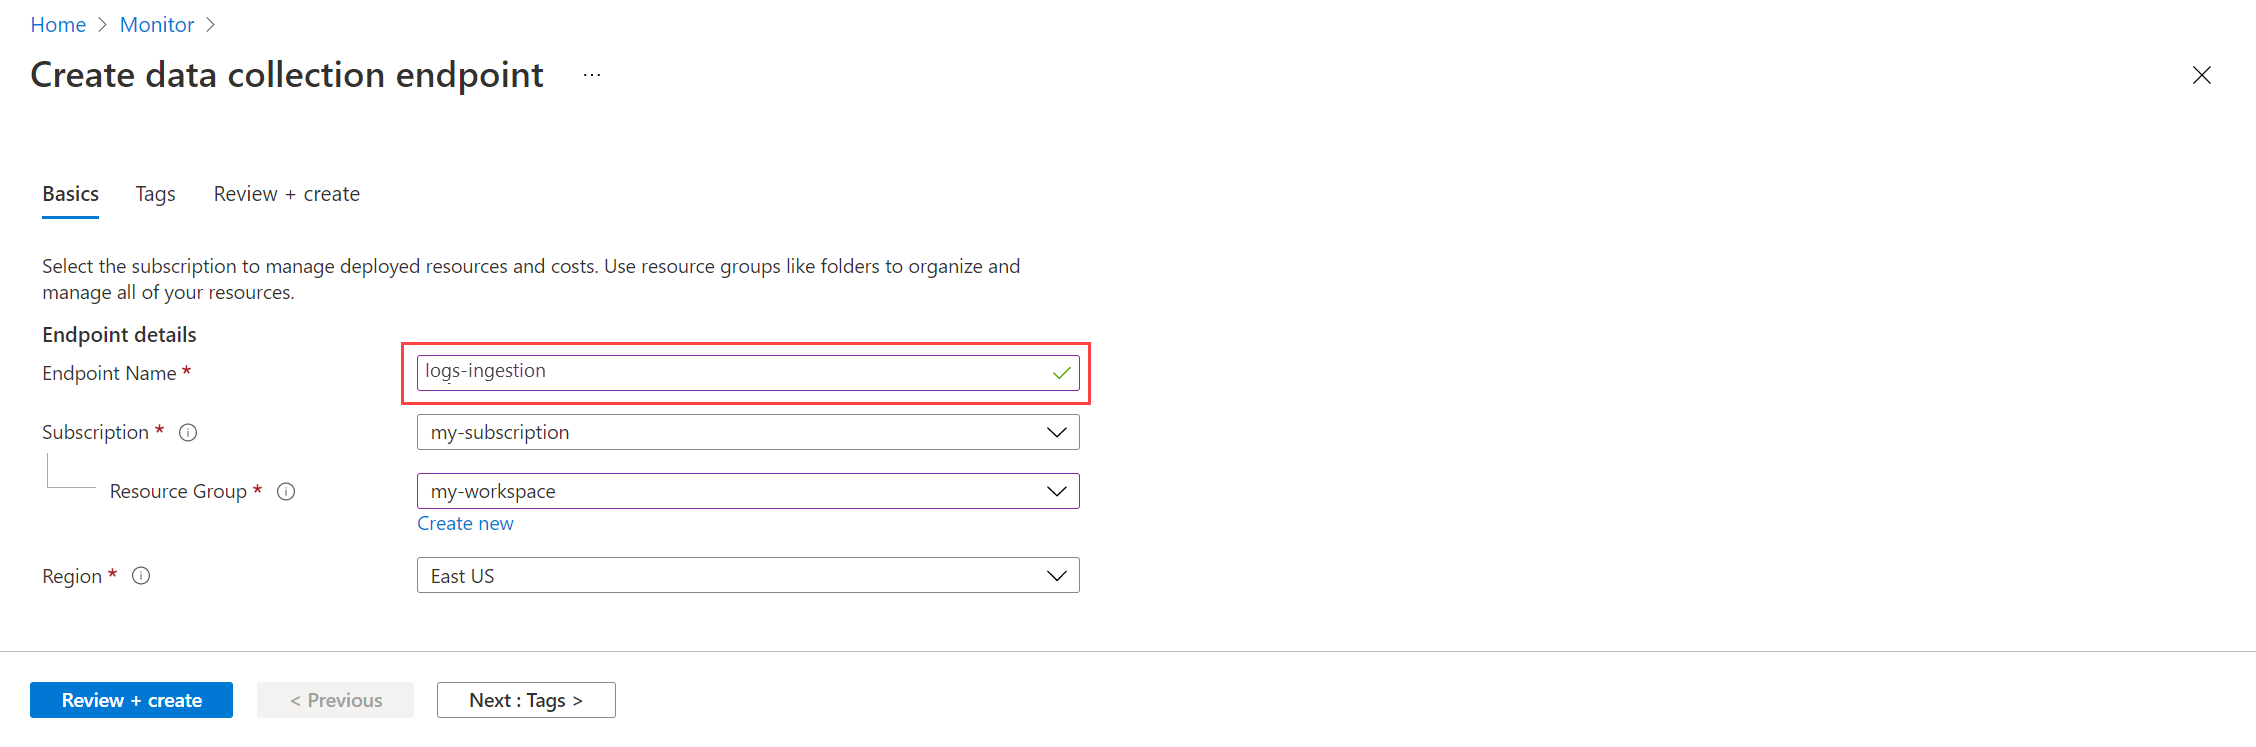 Home > Monitor >
Create data collection endpoint ...
Basics Tags Review + create
Select the subscription to manage deployed resources and costs. Use resource groups like folders to organize and
manage all of your resources.
Endpoint details
Endpoint Name * logs-ingestion
Subscription * my-subscription
Resource Group * my-workspace
Create new
Region * East US
Review + create < Previous Next : Tags >